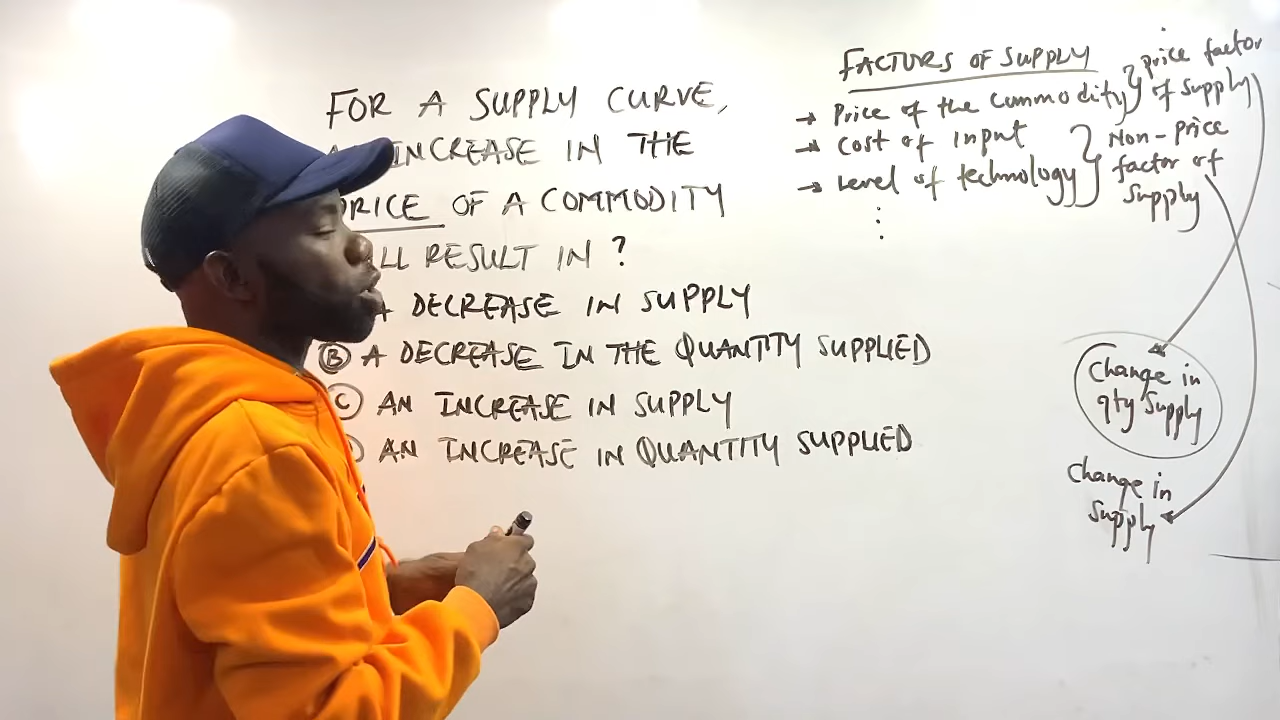 FOR A SUPPLY CURVE,
INCREASE IN THE
PRICE OF A COMMODITY
RESULT IN ?
DECREASE IN SUPPLY
B A DECREASE IN THE QUANTITY SUPPLIED
C AN INCREASE IN SUPPLY
AN INCREASE IN QUANTITY SUPPLIED
FACTORS OF SUPPLY
→ Price of the commodity } price factor of supply
→ Cost of input
→ Level of technology } Non-price factor of supply
⋮
Change in
qty Supply
Change in
Supply